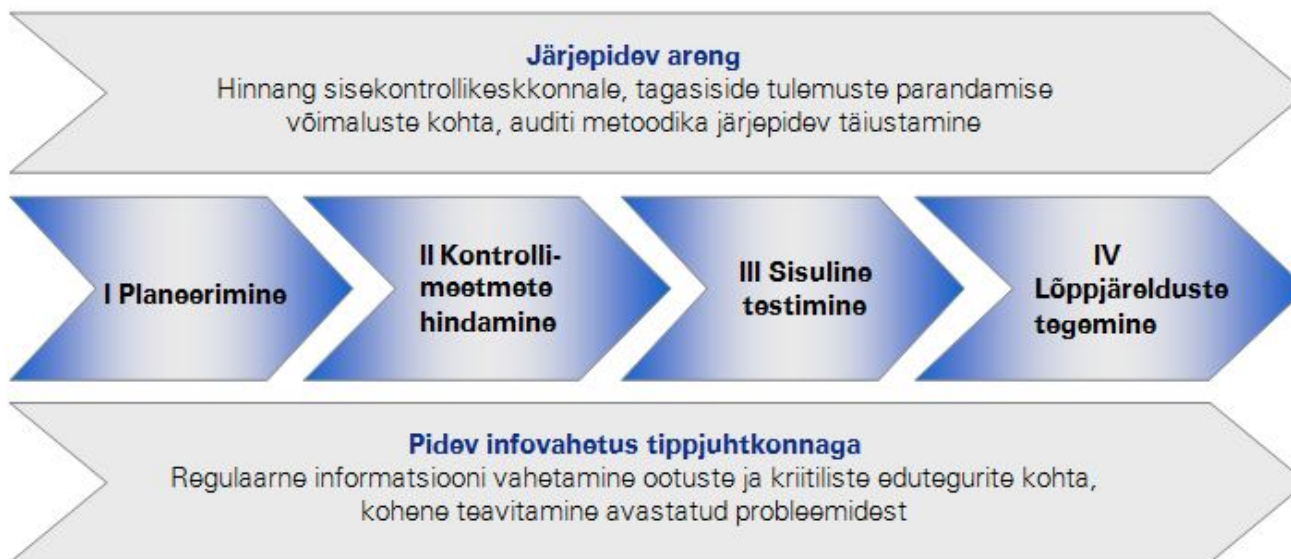 Järjepidev areng
Hinnang sisekontrollikeskkonnale, tagasiside tulemuste parandamise
võimaluste kohta, auditi metoodika järjepidev täiustamine
I Planeerimine
II Kontrolli-
meetmete
hindamine
III Sisuline
testimine
IV
Lõppjärelduste
tegemine
Pidev infovahetus tippjuhtkonnaga
Regulaarne informatsiooni vahetamine ootuste ja kriitiliste edutegurite kohta,
kohene teavitamine avastatud probleemidest